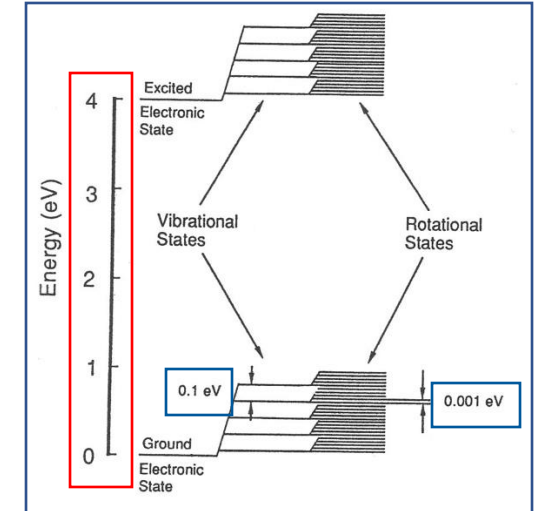 Excited
4
Electronic
State
3
Energy (eV)
Vibrational
States
Rotational
States
2
1
0.1 eV
0.001 eV
Ground
0
Electronic
State